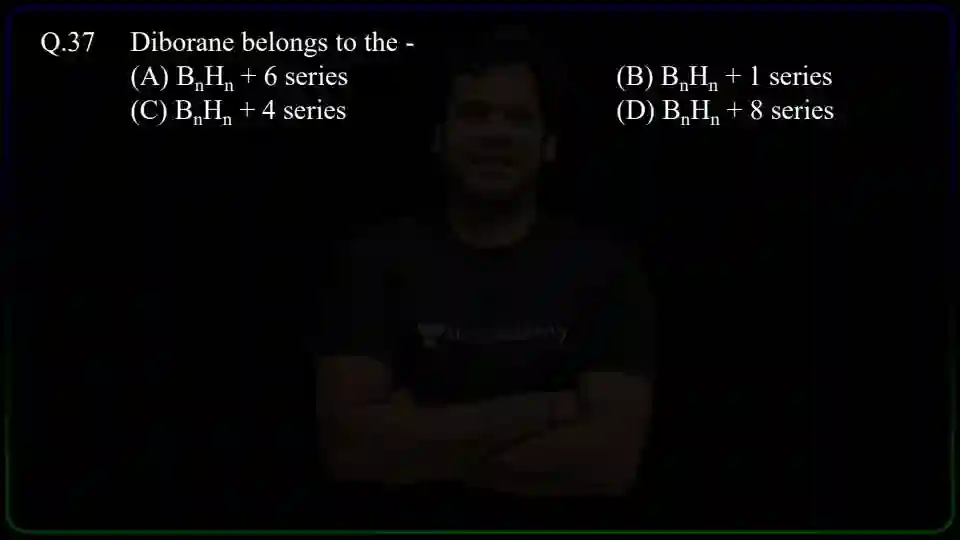 Q.37 Diborane belongs to the -
(A) BₙHₙ + 6 series (B) BₙHₙ + 1 series
(C) BₙHₙ + 4 series (D) BₙHₙ + 8 series